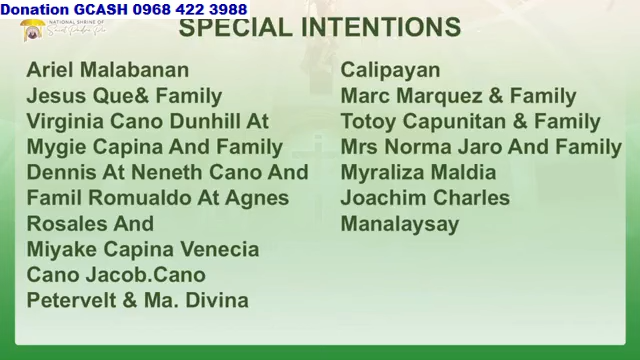 Donation GCASH 0968 422 3988
NATIONAL SHRINE OF
SPECIAL INTENTIONS
Ariel Malabanan
Jesus Que& Family
Virginia Cano Dunhill At
Mygie Capina And Family
Dennis At Neneth Cano And
Famil Romualdo At Agnes
Rosales And
Miyake Capina Venecia
Cano Jacob.Cano
Petervelt & Ma. Divina
Calipayan
Marc Marquez & Family
Totoy Capunitan & Family
Mrs Norma Jaro And Family
Myraliza Maldia
Joachim Charles
Manalaysay